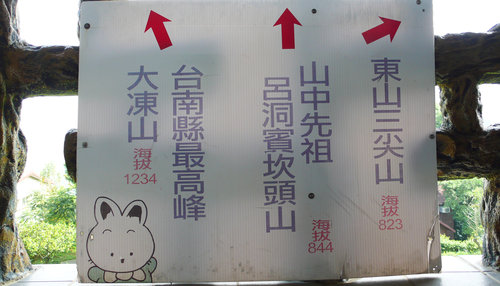 東山三尖山
海拔
823
山中先祖
呂洞賓坎頭山
海拔
844
台南縣最高峰
大凍山
海拔
1234